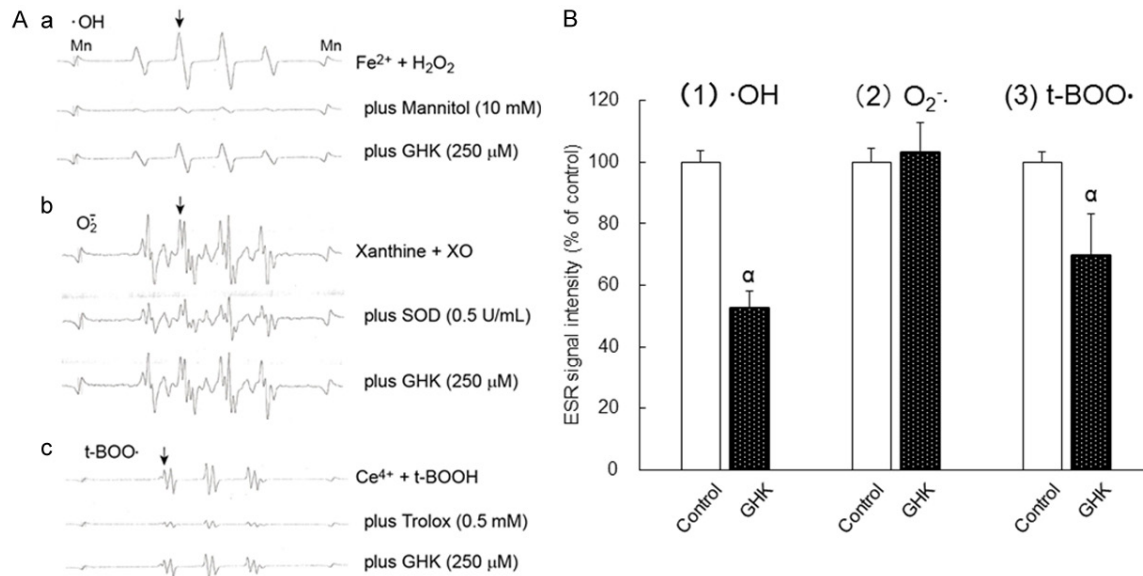 A a
·OH
Mn Mn
Fe²⁺ + H₂O₂
plus Mannitol (10 mM)
plus GHK (250 μM)
b
O₂⁻
Xanthine + XO
plus SOD (0.5 U/mL)
plus GHK (250 μM)
c
t-BOO·
Ce⁴⁺ + t-BOOH
plus Trolox (0.5 mM)
plus GHK (250 μM)
B
ESR signal intensity (% of control)
120
100
80
60
40
20
0
(1) ·OH (2) O₂⁻· (3) t-BOO·
α α
Control GHK Control GHK Control GHK